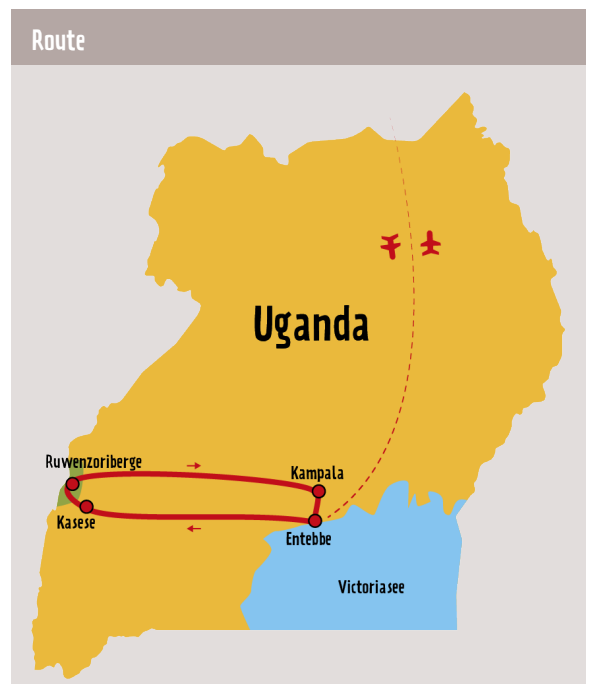 Route
Uganda
Ruwenzoriberge
Kampala
Kasese
Entebbe
Victoriasee